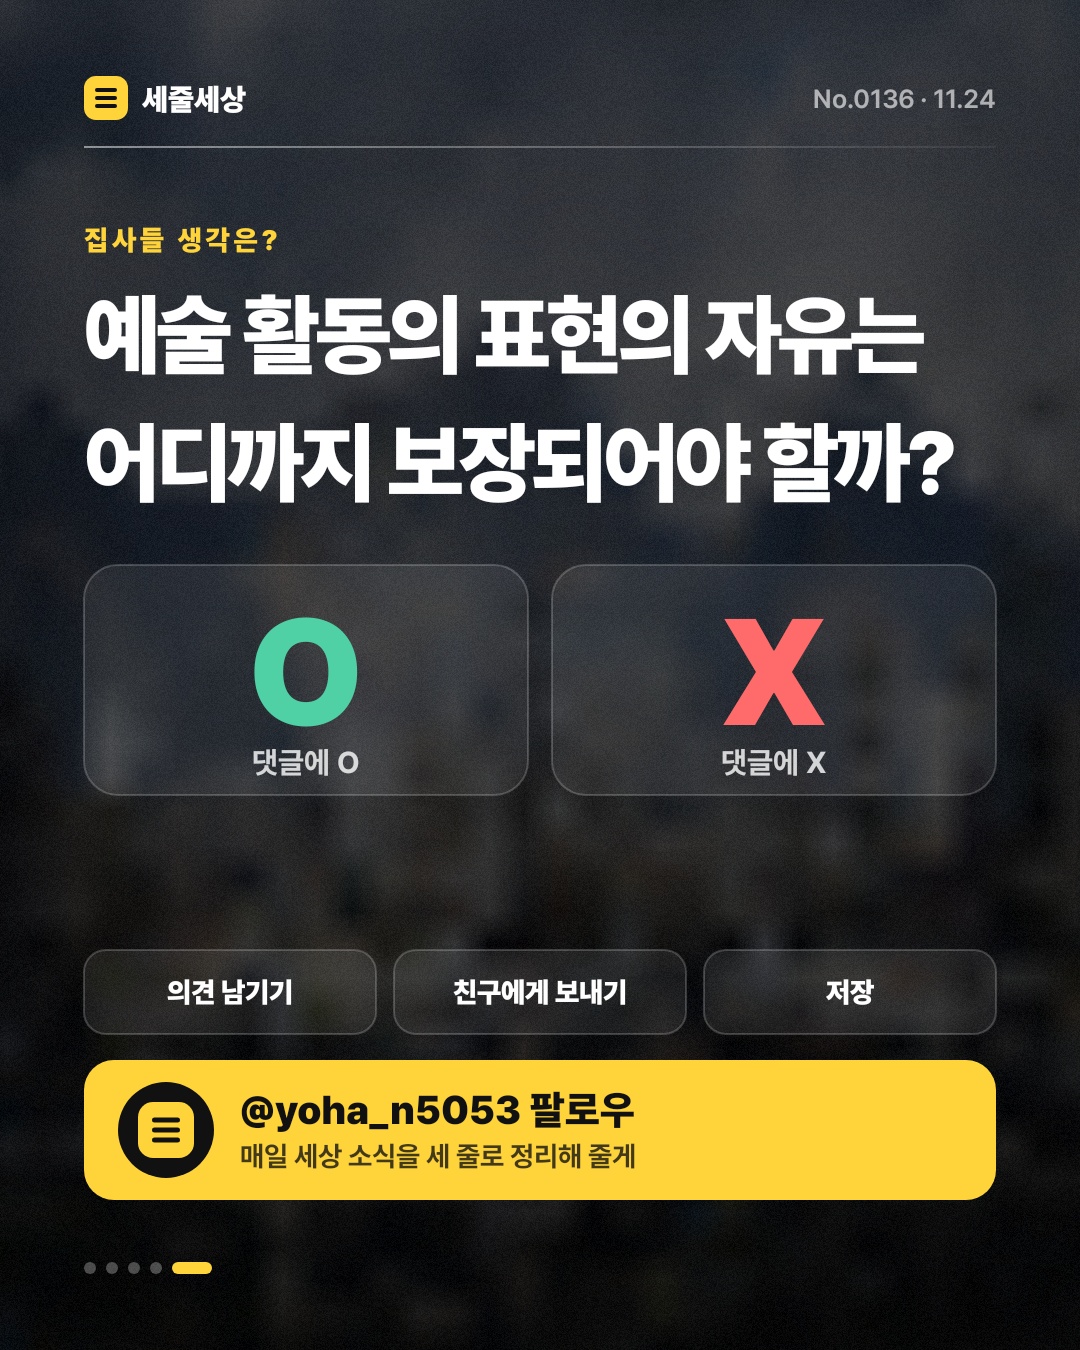 세줄세상
No.0136 · 11.24
집사들 생각은?
예술 활동의 표현의 자유는
어디까지 보장되어야 할까?
O
댓글에 O
X
댓글에 X
의견 남기기
친구에게 보내기
저장
@yoha_n5053 팔로우
매일 세상 소식을 세 줄로 정리해 줄게